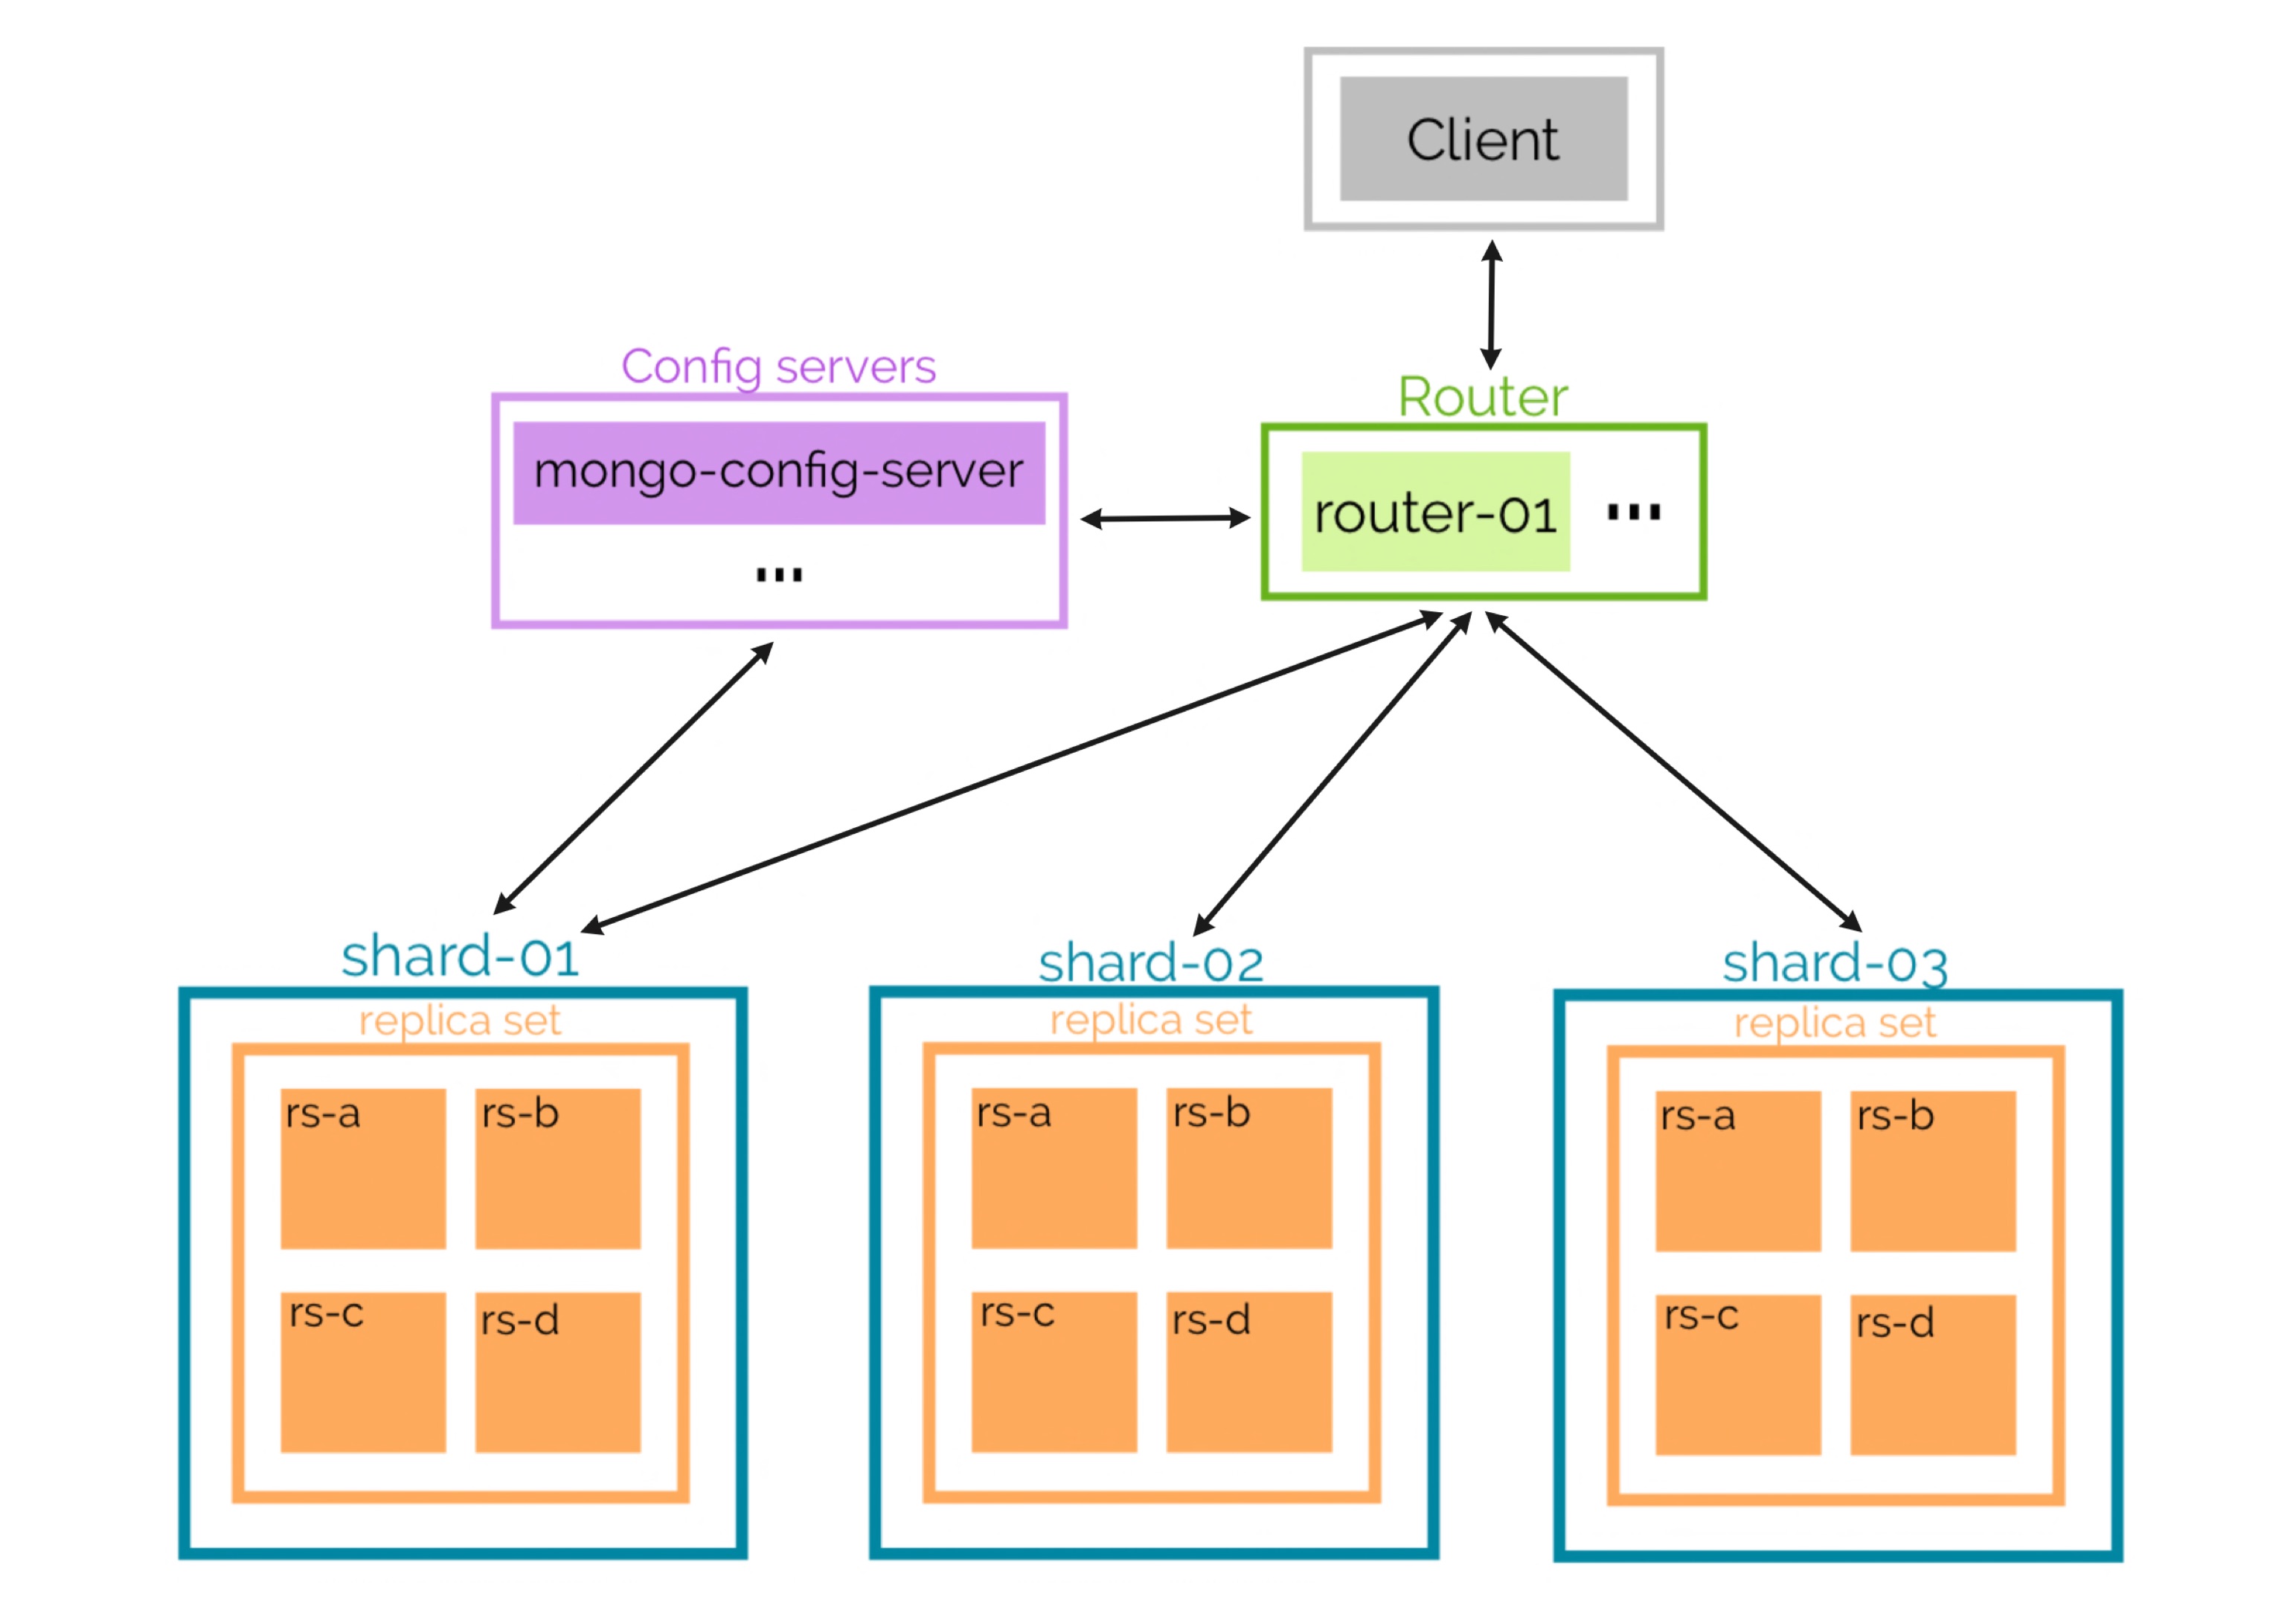 Client
Config servers
mongo-config-server
...
Router
router-01 ...
shard-01
replica set
rs-a rs-b
rs-c rs-d
shard-02
replica set
rs-a rs-b
rs-c rs-d
shard-03
replica set
rs-a rs-b
rs-c rs-d